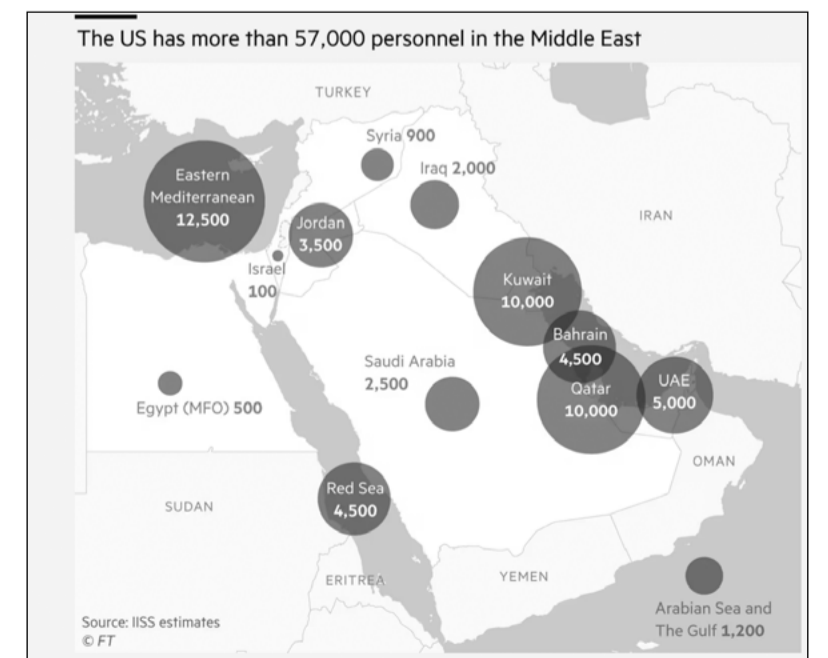 The US has more than 57,000 personnel in the Middle East
TURKEY
Syria 900
Iraq 2,000
Eastern
Mediterranean
12,500
Jordan
3,500
IRAN
Israel
100
Kuwait
10,000
Bahrain
4,500
Saudi Arabia
2,500
Qatar
10,000
UAE
5,000
Egypt (MFO) 500
OMAN
Red Sea
4,500
SUDAN
ERITREA
YEMEN
Arabian Sea and
The Gulf 1,200
Source: IISS estimates
© FT